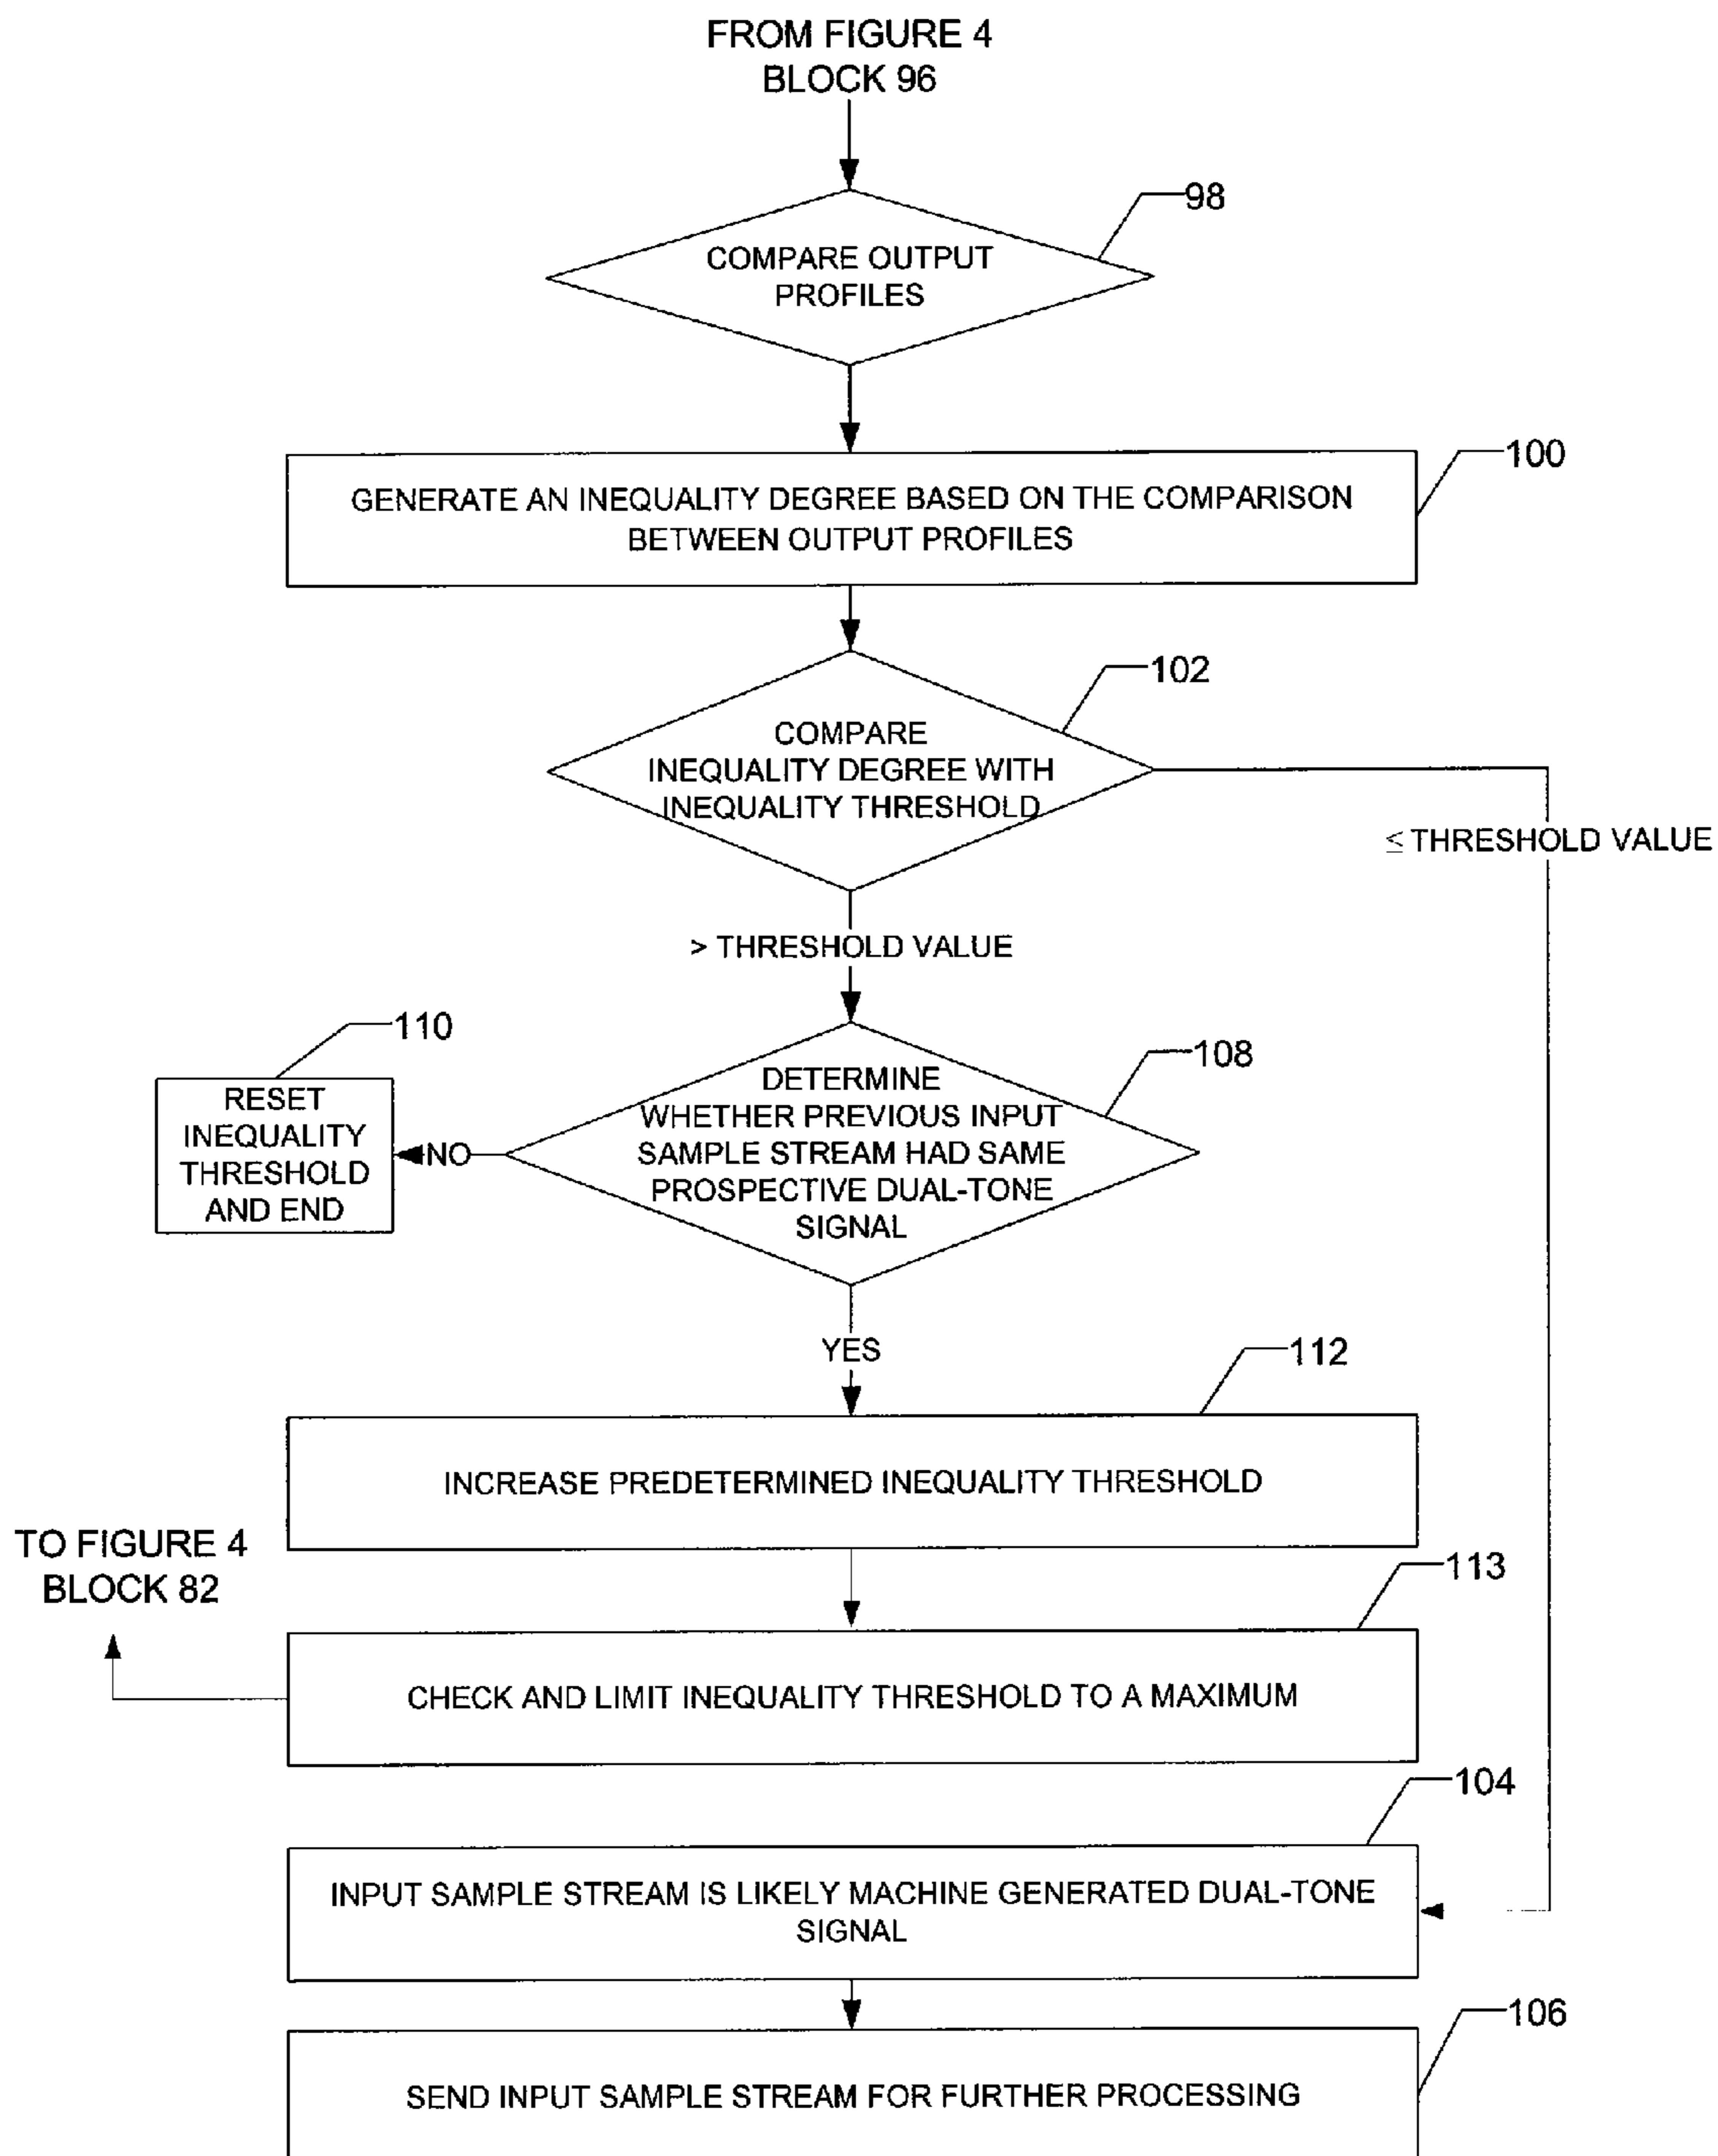 FROM FIGURE 4
BLOCK 96
98
COMPARE OUTPUT
PROFILES
100
GENERATE AN INEQUALITY DEGREE BASED ON THE COMPARISON
BETWEEN OUTPUT PROFILES
102
COMPARE
INEQUALITY DEGREE WITH
INEQUALITY THRESHOLD
≤ THRESHOLD VALUE
> THRESHOLD VALUE
110
108
RESET
INEQUALITY
THRESHOLD
AND END
NO
DETERMINE
WHETHER PREVIOUS INPUT
SAMPLE STREAM HAD SAME
PROSPECTIVE DUAL-TONE
SIGNAL
YES
112
INCREASE PREDETERMINED INEQUALITY THRESHOLD
TO FIGURE 4
BLOCK 82
113
CHECK AND LIMIT INEQUALITY THRESHOLD TO A MAXIMUM
104
INPUT SAMPLE STREAM IS LIKELY MACHINE GENERATED DUAL-TONE
SIGNAL
106
SEND INPUT SAMPLE STREAM FOR FURTHER PROCESSING